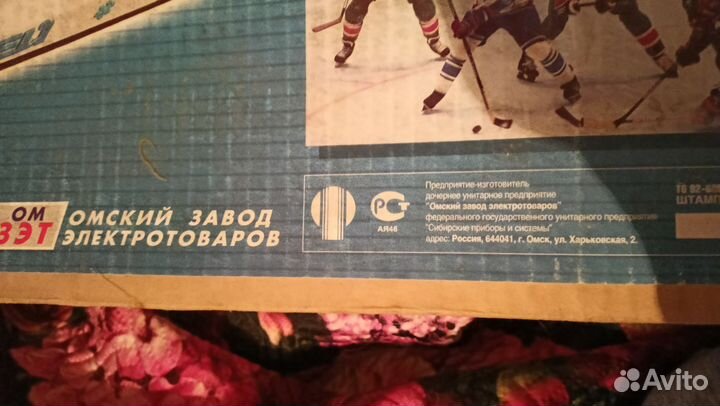 ОМ
ЗЭТ
ОМСКИЙ ЗАВОД
ЭЛЕКТРОТОВАРОВ
РСТ
АЯ46
Предприятие-изготовитель
дочернее унитарное предприятие
"Омский завод электротоваров"
федерального государственного унитарного предприятия
"Сибирские приборы и системы"
адрес: Россия, 644041, г. Омск, ул. Харьковская, 2.
ШТАМП
Avito